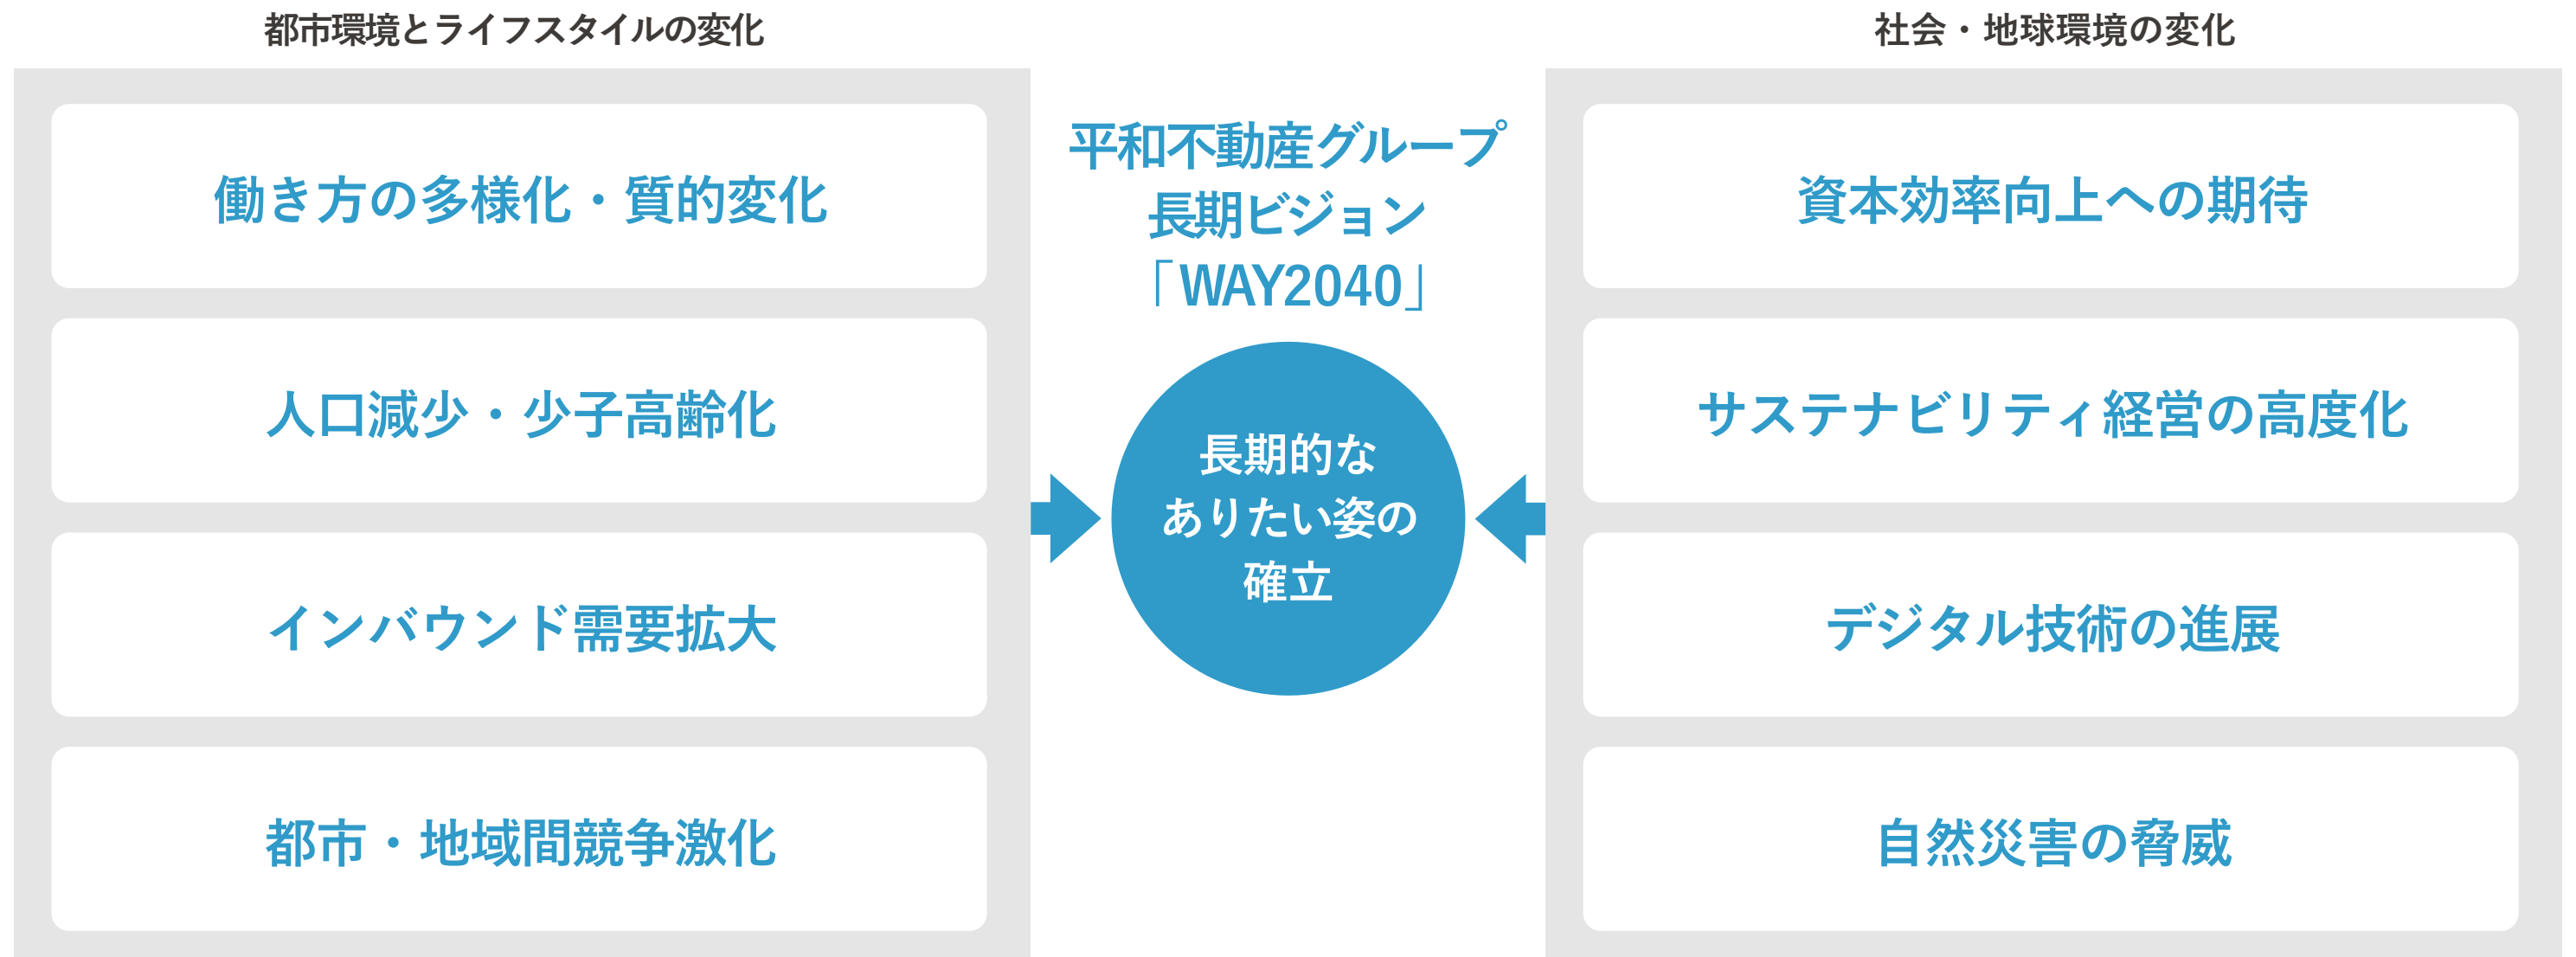 都市環境とライフスタイルの変化
働き方の多様化・質的変化
人口減少・少子高齢化
インバウンド需要拡大
都市・地域間競争激化
平和不動産グループ
長期ビジョン
「WAY2040」
長期的な
ありたい姿の
確立
社会・地球環境の変化
資本効率向上への期待
サステナビリティ経営の高度化
デジタル技術の進展
自然災害の脅威